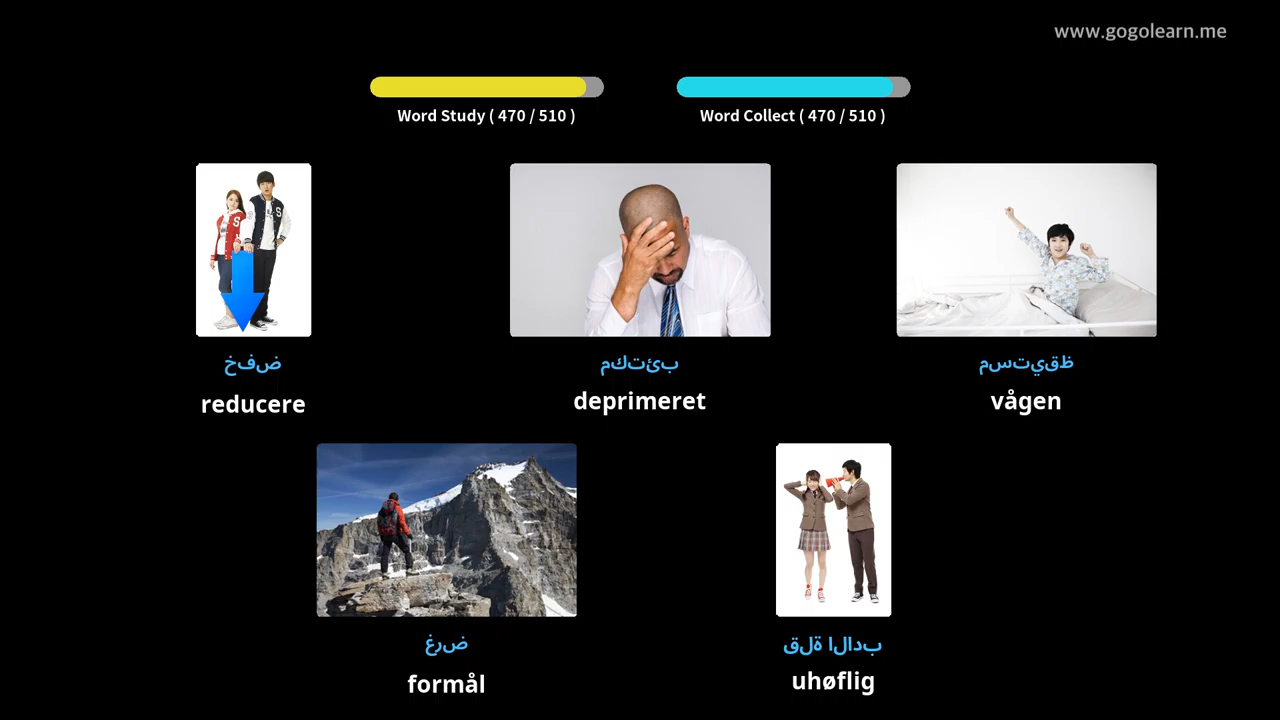 www.gogolearn.me
Word Study ( 470 / 510 )
Word Collect ( 470 / 510 )
خفض
reducere
مكتئب
deprimeret
مستيقظ
vågen
غرض
formål
قلة الادب
uhøflig